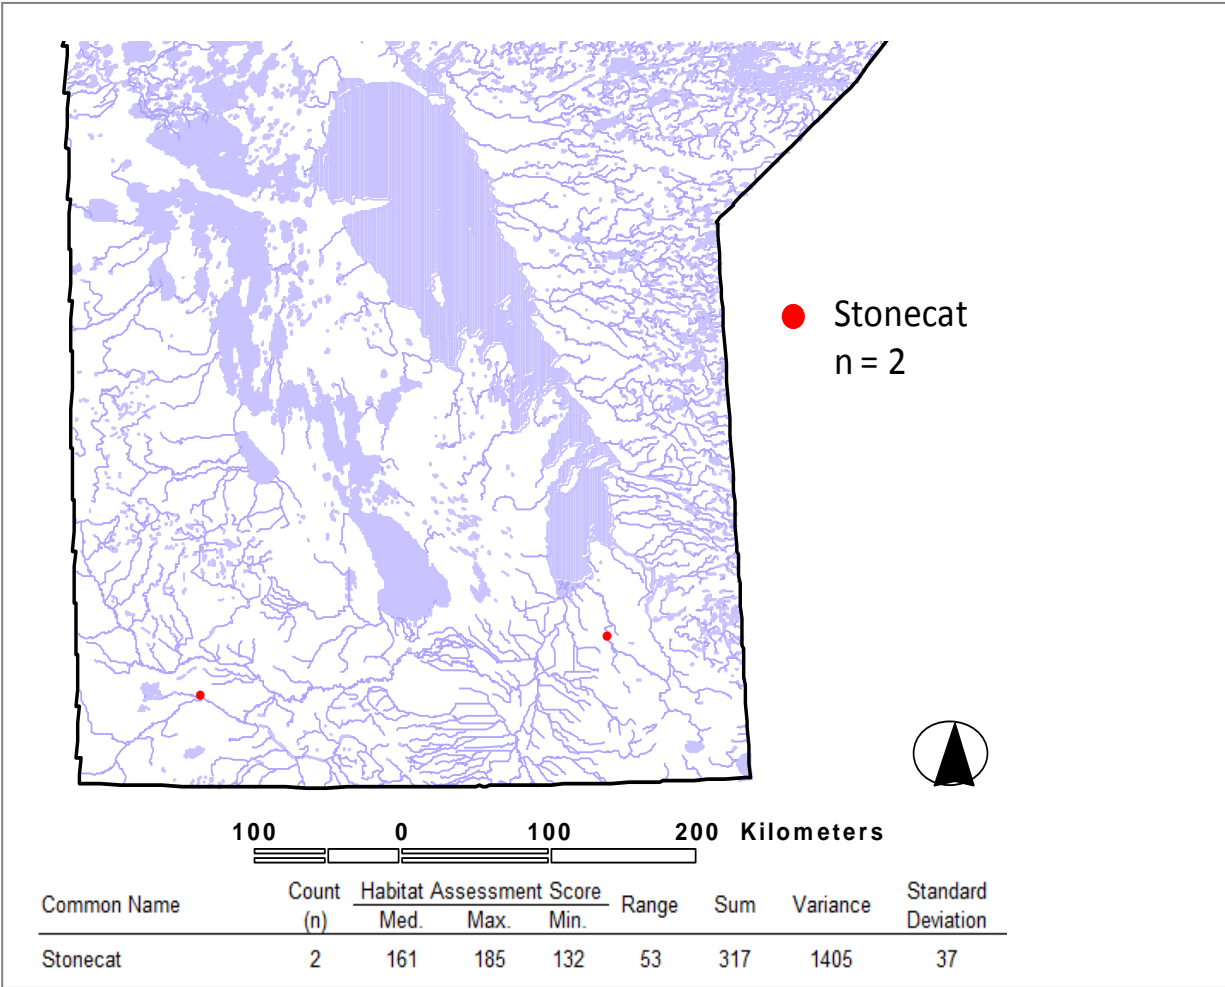 Stonecat
n = 2
100 0 100 200 Kilometers
Common Name Count (n) Habitat Assessment Score Med. Max. Min. Range Sum Variance Standard Deviation
Stonecat 2 161 185 132 53 317 1405 37